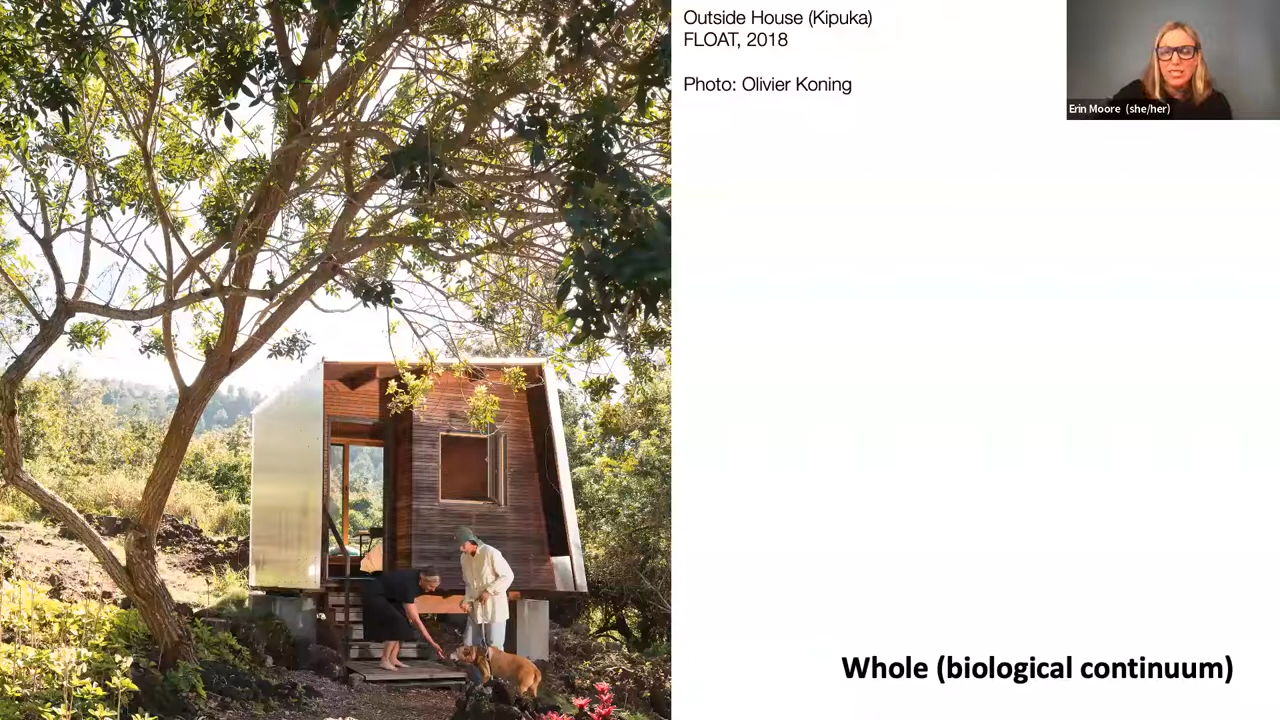 Outside House (Kipuka)
FLOAT, 2018
Photo: Olivier Koning
Erin Moore (she/her)
Whole (biological continuum)